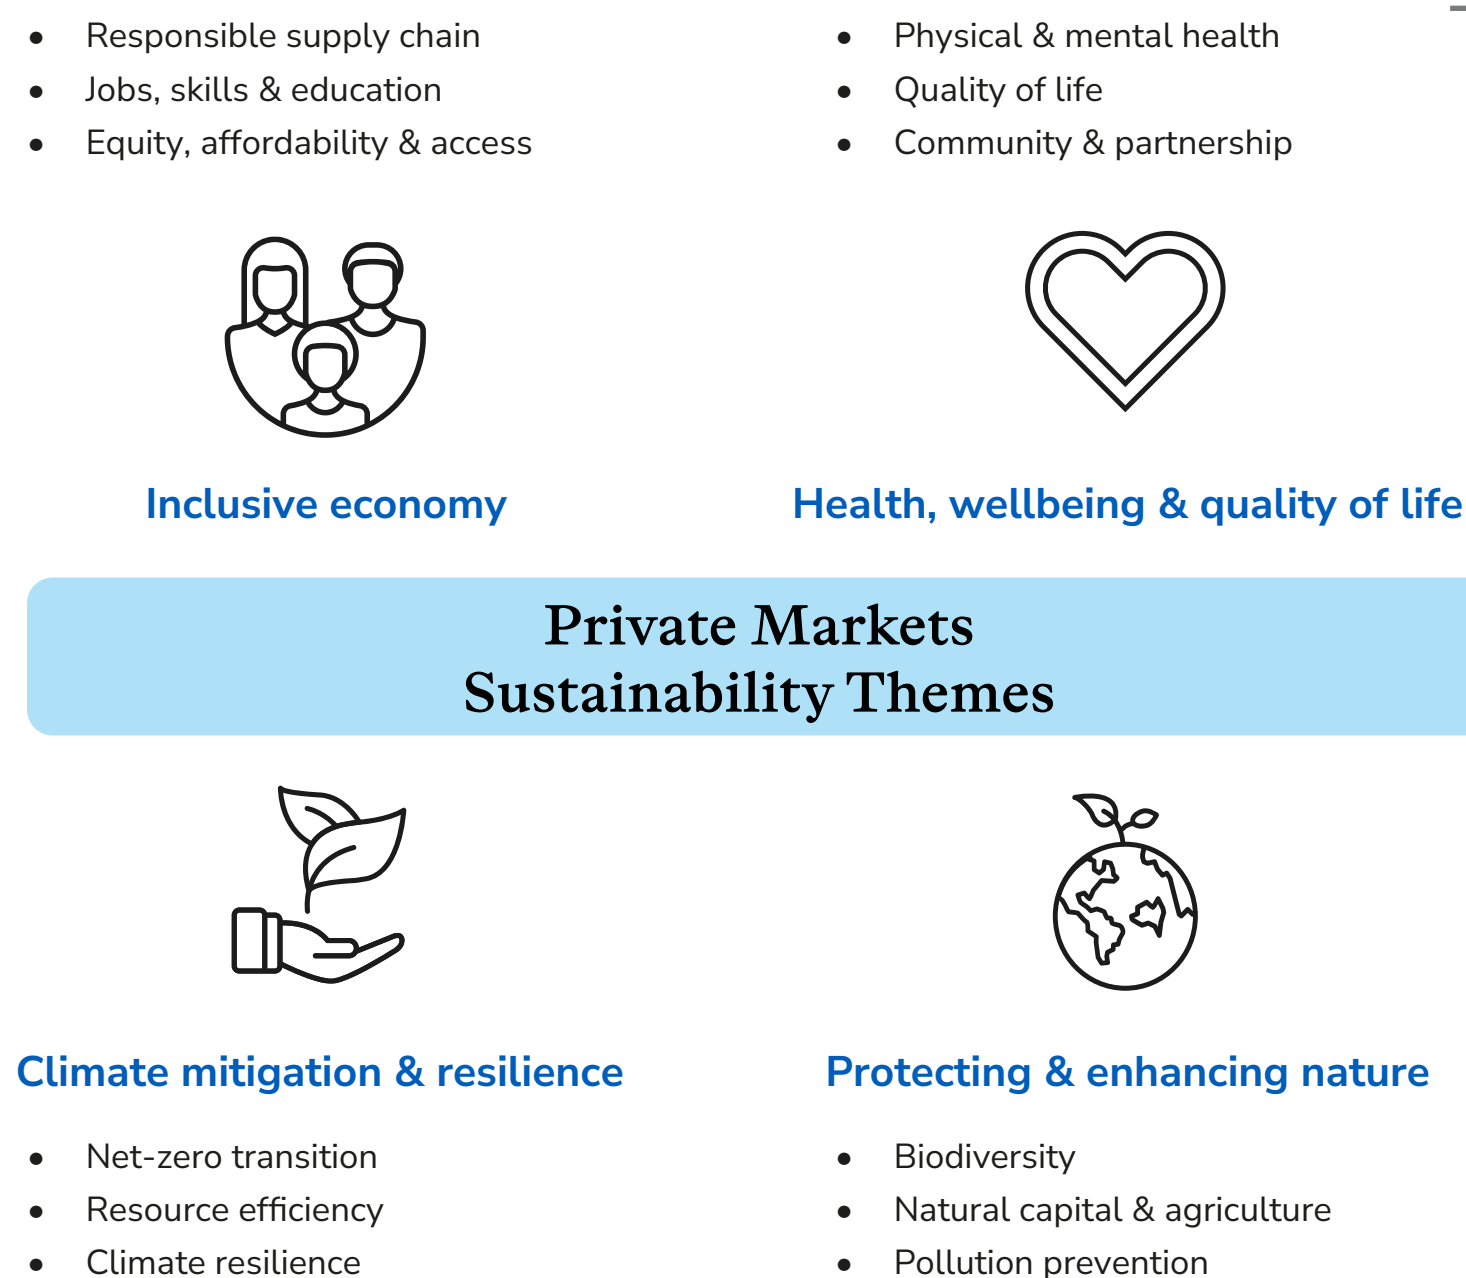 • Responsible supply chain
• Jobs, skills & education
• Equity, affordability & access
• Physical & mental health
• Quality of life
• Community & partnership
Inclusive economy
Health, wellbeing & quality of life
Private Markets
Sustainability Themes
Climate mitigation & resilience
• Net-zero transition
• Resource efficiency
• Climate resilience
Protecting & enhancing nature
• Biodiversity
• Natural capital & agriculture
• Pollution prevention